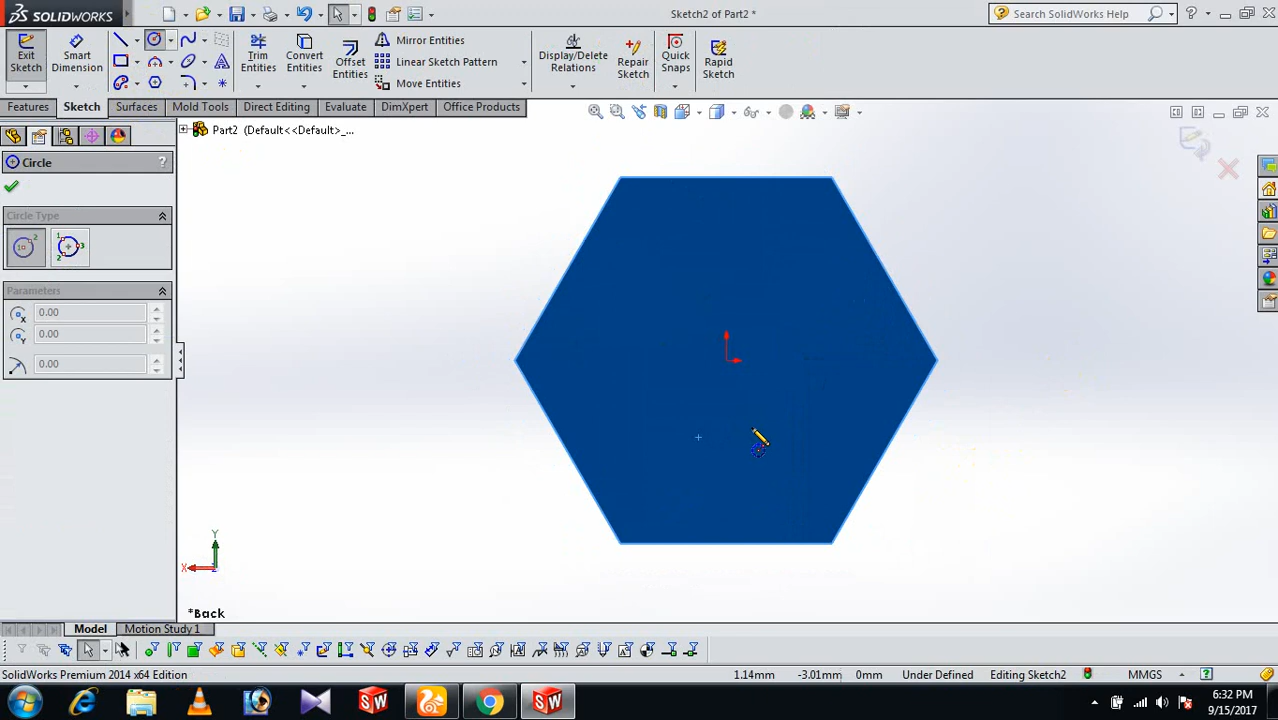 SOLIDWORKS
Sketch2 of Part2 *
Search SolidWorks Help
Exit Sketch
Smart Dimension
Trim Entities
Convert Entities
Offset Entities
Mirror Entities
Linear Sketch Pattern
Move Entities
Display/Delete Relations
Repair Sketch
Quick Snaps
Rapid Sketch
Features
Sketch
Surfaces
Mold Tools
Direct Editing
Evaluate
DimXpert
Office Products
Part2 (Default<<Default>_...
Circle
?
Circle Type
Parameters
0.00
0.00
0.00
Y
X
*Back
Model
Motion Study 1
SolidWorks Premium 2014 x64 Edition
1.14mm
-3.01mm
0mm
Under Defined
Editing Sketch2
MMGS
6:32 PM
9/15/2017